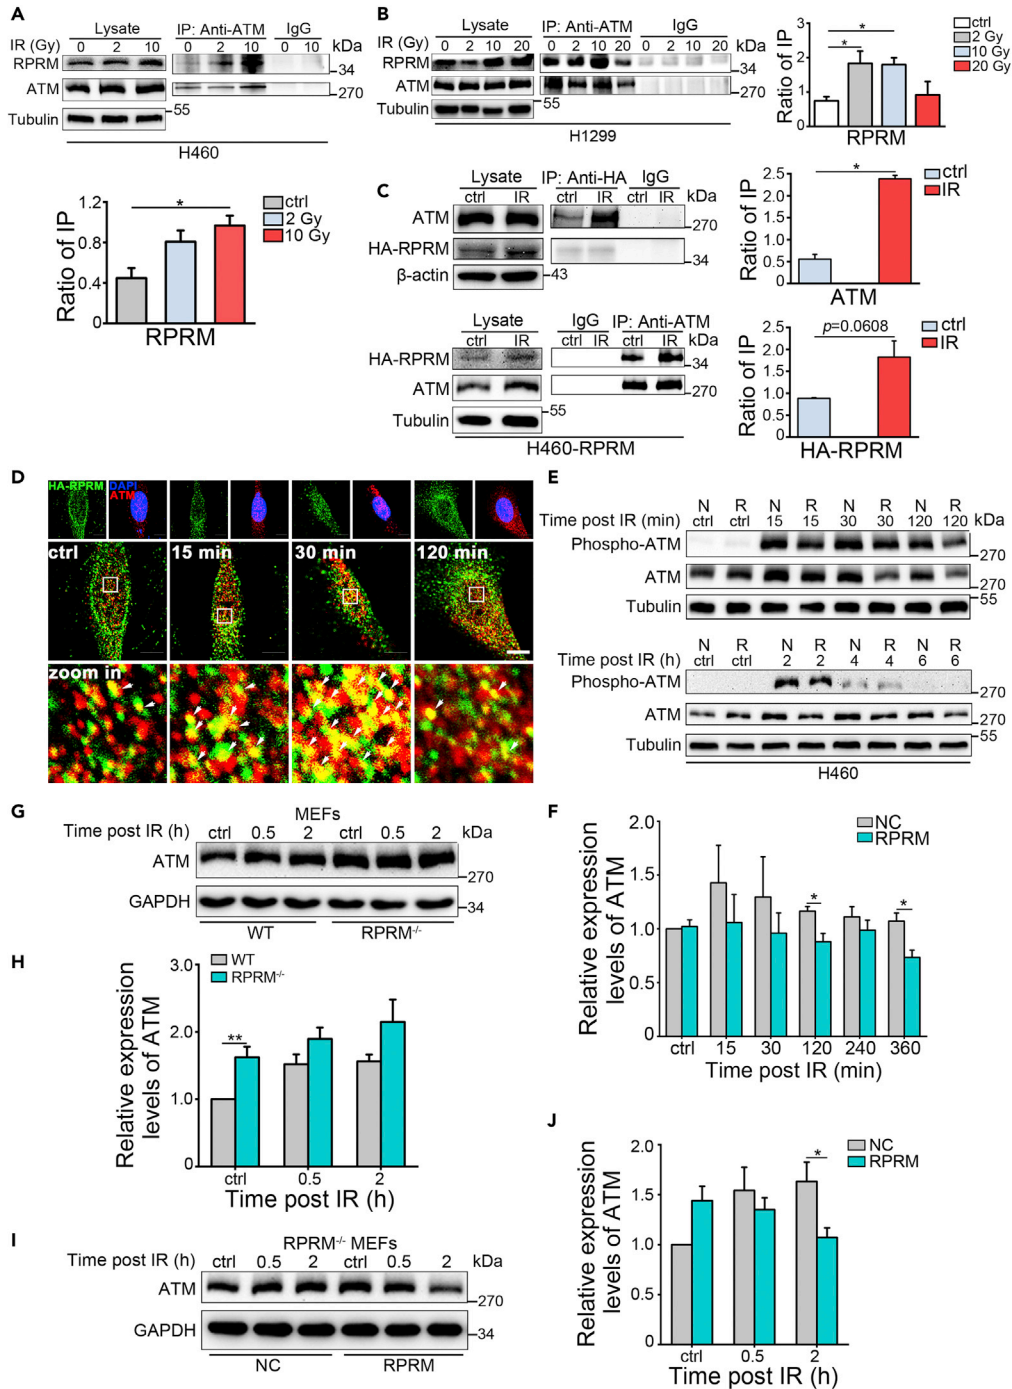 A
Lysate IP: Anti-ATM IgG
IR (Gy) 0 2 10 0 2 10 0 10 kDa
RPRM 34
ATM 270
Tubulin 55
H460
Ratio of IP
1.2
0.8
0.4
0
ctrl
2 Gy
10 Gy
*
RPRM
B
Lysate IP: Anti-ATM IgG
IR (Gy) 0 2 10 20 0 2 10 20 0 2 10 20 kDa
RPRM 34
ATM 270
Tubulin 55
H1299
Ratio of IP
3
2
1
0
* *
ctrl
2 Gy
10 Gy
20 Gy
RPRM
C
Lysate IP: Anti-HA IgG
ctrl IR ctrl IR ctrl IR kDa
ATM 270
HA-RPRM 34
β-actin 43
Ratio of IP
2.5
2.0
1.5
1.0
0.5
0
*
ctrl
IR
ATM
Lysate IgG IP: Anti-ATM
ctrl IR ctrl IR ctrl IR kDa
HA-RPRM 34
ATM 270
Tubulin 55
H460-RPRM
Ratio of IP
2.5
2.0
1.5
1.0
0.5
0
p=0.0608
ctrl
IR
HA-RPRM
D
HA-RPRM DAPI
ATM
ctrl 15 min 30 min 120 min
zoom in
E
N R N R N R N R
Time post IR (min) ctrl ctrl 15 15 30 30 120 120 kDa
Phospho-ATM 270
ATM 270
Tubulin 55
N R N R N R N R
Time post IR (h) ctrl ctrl 2 2 4 4 6 6
Phospho-ATM 270
ATM 270
Tubulin 55
H460
G
MEFs
Time post IR (h) ctrl 0.5 2 ctrl 0.5 2 kDa
ATM 270
GAPDH 34
WT RPRM-/-
F
Relative expression
levels of ATM
2.0
1.5
1.0
0.5
0
NC
RPRM
* *
ctrl 15 30 120 240 360
Time post IR (min)
H
Relative expression
levels of ATM
3.0
2.0
1.0
0
WT
RPRM-/-
**
ctrl 0.5 2
Time post IR (h)
I
RPRM-/- MEFs
Time post IR (h) ctrl 0.5 2 ctrl 0.5 2 kDa
ATM 270
GAPDH 34
NC RPRM
J
Relative expression
levels of ATM
2.0
1.5
1.0
0.5
0
NC
RPRM
*
ctrl 0.5 2
Time post IR (h)